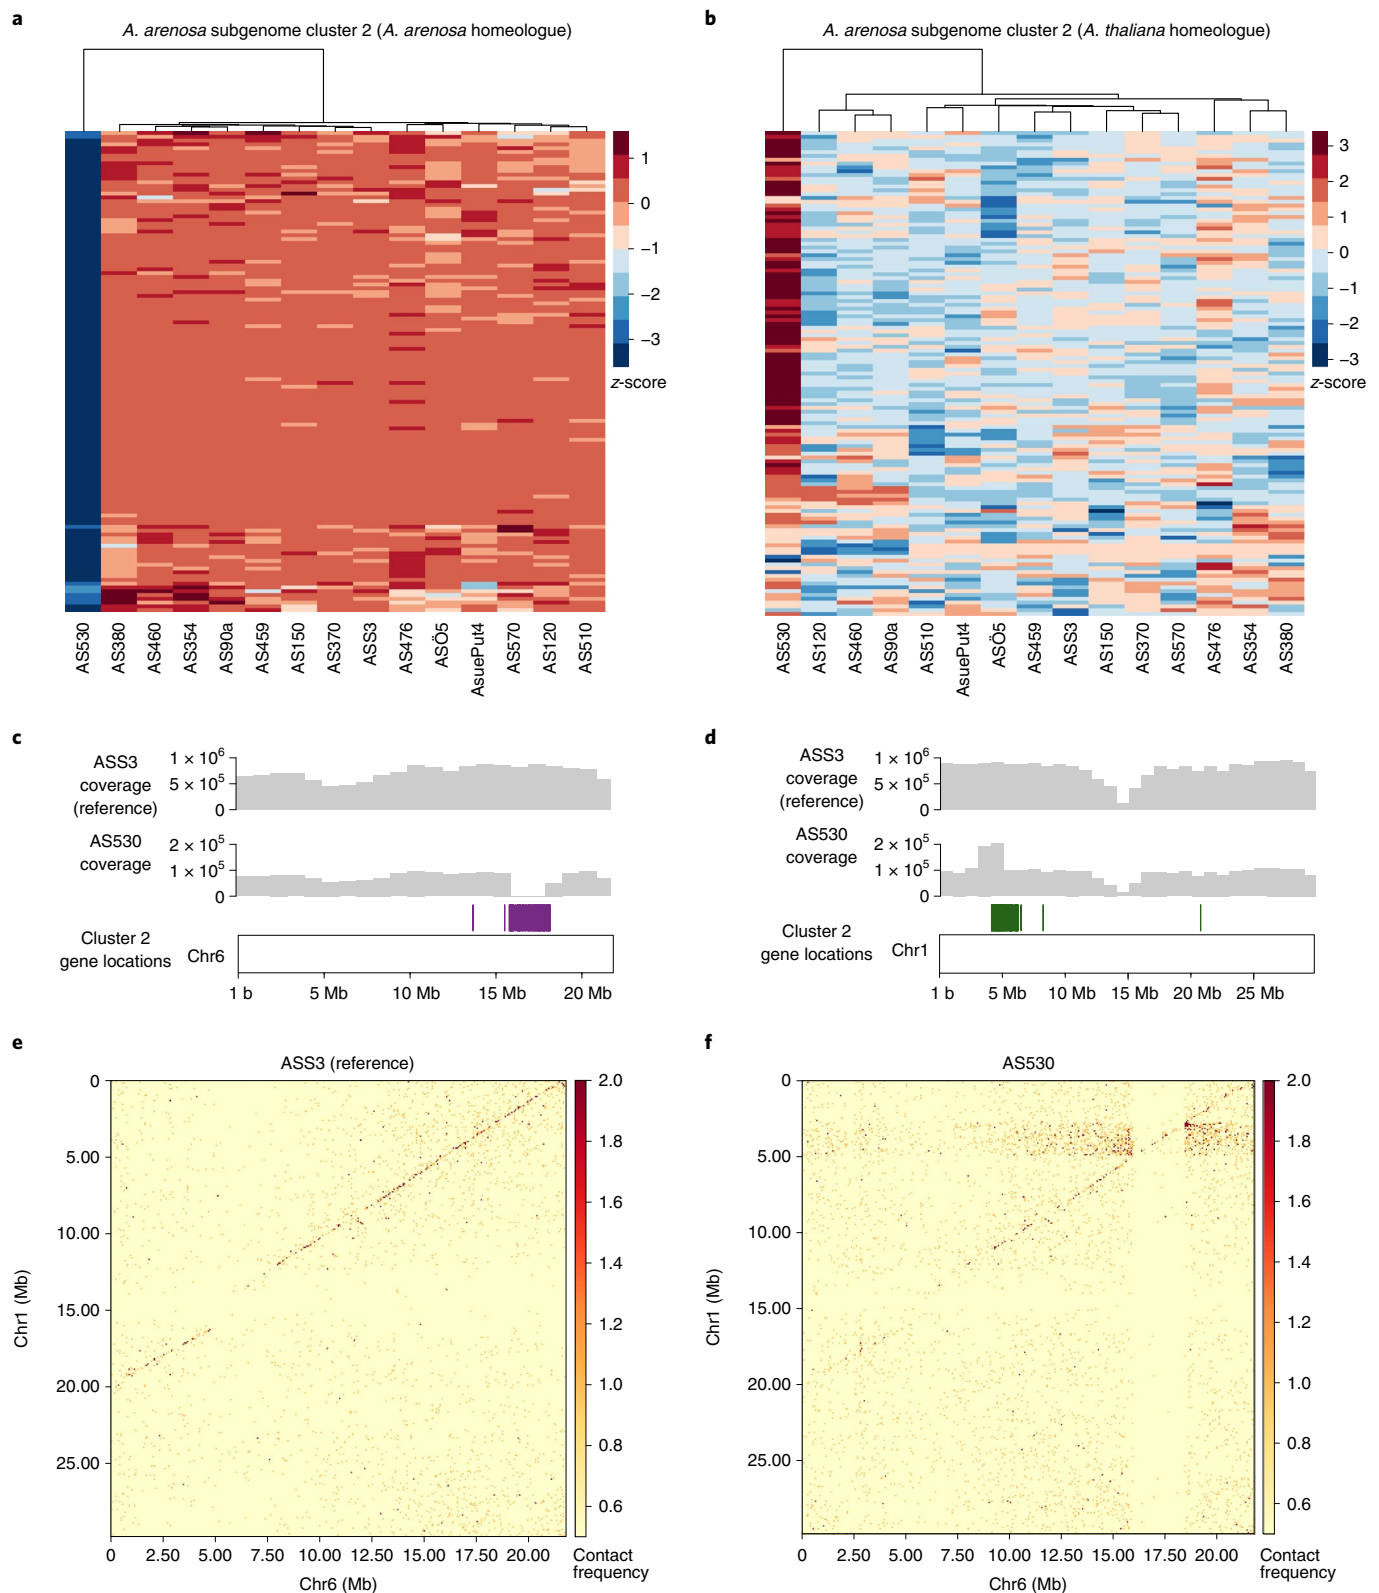 a
A. arenosa subgenome cluster 2 (A. arenosa homeologue)
1
0
−1
−2
−3
z-score
AS530
AS380
AS460
AS354
AS90a
AS459
AS150
AS370
ASS3
AS476
ASÖ5
AsuePut4
AS570
AS120
AS510
b
A. arenosa subgenome cluster 2 (A. thaliana homeologue)
3
2
1
0
−1
−2
−3
z-score
AS530
AS120
AS460
AS90a
AS510
AsuePut4
ASÖ5
AS459
ASS3
AS150
AS370
AS570
AS476
AS354
AS380
c
ASS3
coverage
(reference)
1 × 10⁶
5 × 10⁵
0
AS530
coverage
2 × 10⁵
1 × 10⁵
0
Cluster 2
gene locations
Chr6
1 b 5 Mb 10 Mb 15 Mb 20 Mb
d
ASS3
coverage
(reference)
1 × 10⁶
5 × 10⁵
0
AS530
coverage
2 × 10⁵
1 × 10⁵
0
Cluster 2
gene locations
Chr1
1 b 5 Mb 10 Mb 15 Mb 20 Mb 25 Mb
e
ASS3 (reference)
0
5.00
10.00
15.00
20.00
25.00
Chr1 (Mb)
0 2.50 5.00 7.50 10.00 12.50 15.00 17.50 20.00
Chr6 (Mb)
2.0
1.8
1.6
1.4
1.2
1.0
0.8
0.6
Contact
frequency
f
AS530
0
5.00
10.00
15.00
20.00
25.00
Chr1 (Mb)
0 2.50 5.00 7.50 10.00 12.50 15.00 17.50 20.00
Chr6 (Mb)
2.0
1.8
1.6
1.4
1.2
1.0
0.8
0.6
Contact
frequency